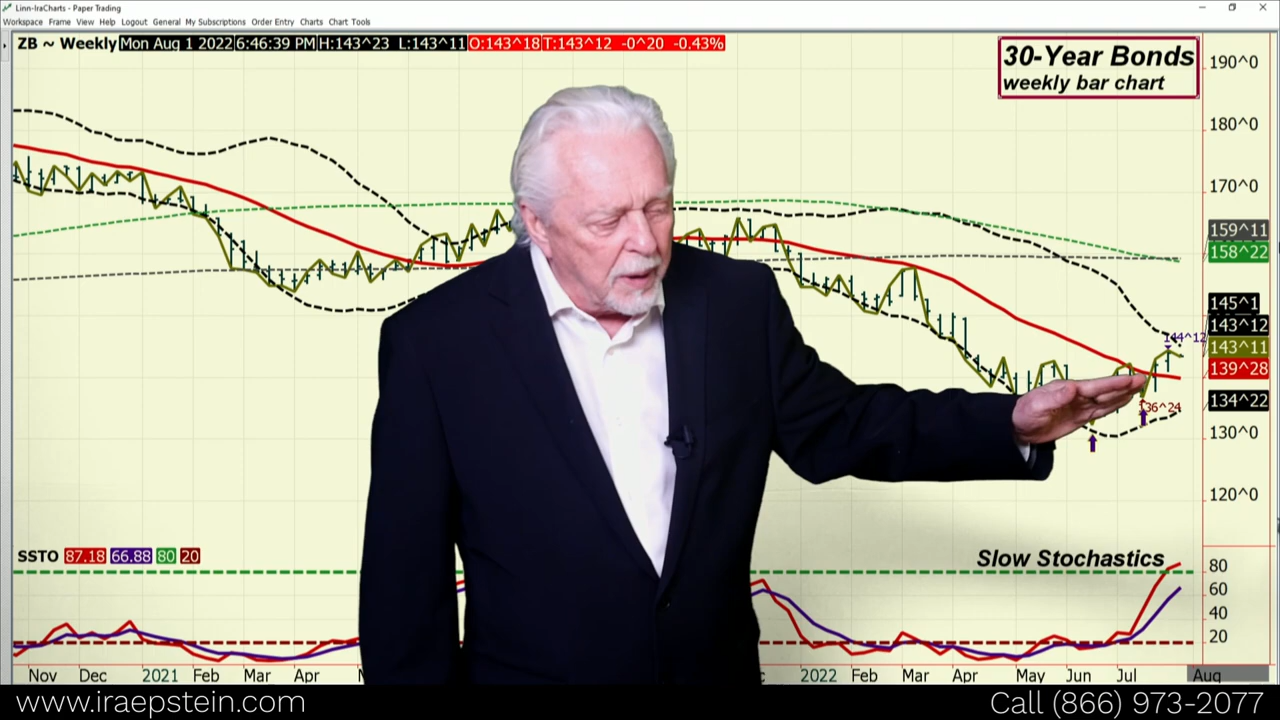 Linn-IraCharts - Paper Trading
Workspace Frame View Help Logout General My Subscriptions Order Entry Charts Chart Tools
ZB ~ Weekly Mon Aug 1 2022 6:46:39 PM H:143^23 L:143^11 O:143^18 T:143^12 -0^20 -0.43%
30-Year Bonds
weekly bar chart
190^0
180^0
170^0
159^11
158^22
145^1
143^12
144^12
143^11
139^28
134^22
36^24
130^0
120^0
SSTO 87.18 66.88 80 20
Slow Stochastics
80
60
40
20
Nov Dec 2021 Feb Mar Apr 2022 Feb Mar Apr May Jun Jul Aug
www.iraepstein.com Call (866) 973-2077